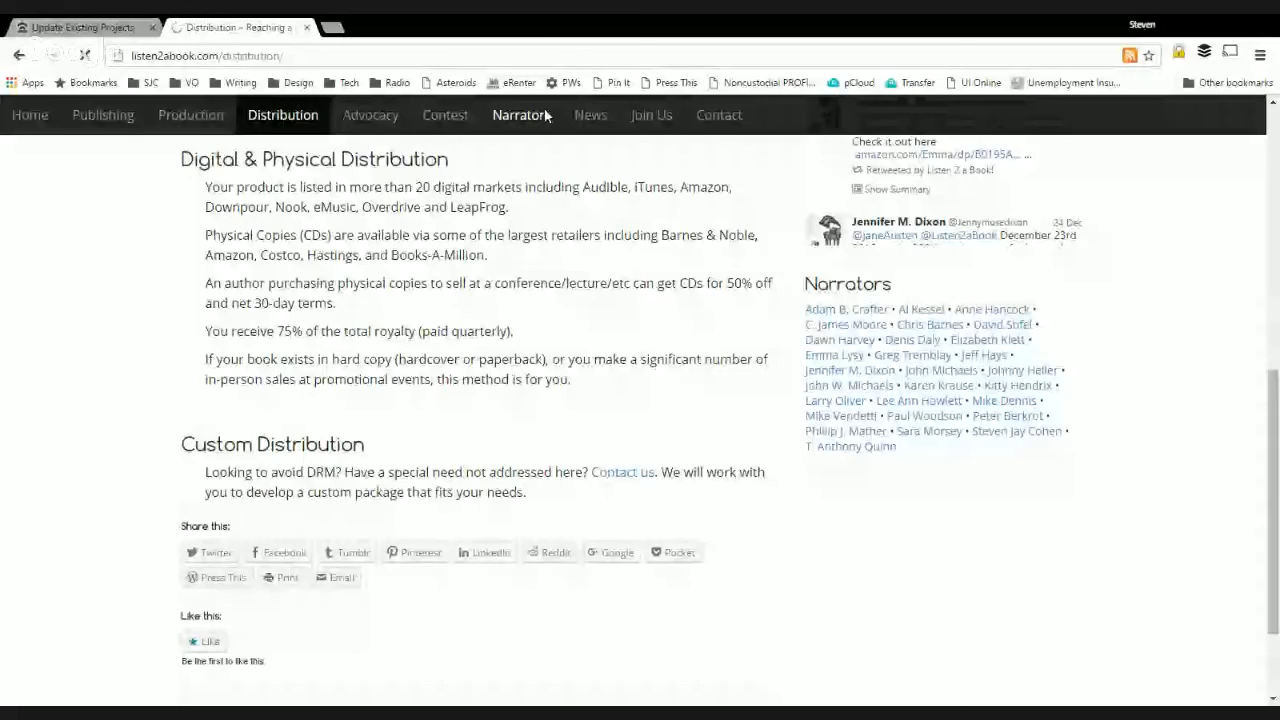 Steven
Update Existing Projects
Distribution – Reaching a
listen2abook.com/distribution/
Apps Bookmarks SJC VO Writing Design Tech Radio Asteroids eRenter PWs Pin It Press This Noncustodial PROFI... pCloud Transfer UI Online Unemployment Insu... Other bookmarks
Home Publishing Production Distribution Advocacy Contest Narrators News Join Us Contact
Digital & Physical Distribution
Your product is listed in more than 20 digital markets including Audible, iTunes, Amazon,
Downpour, Nook, eMusic, Overdrive and LeapFrog.
Physical Copies (CDs) are available via some of the largest retailers including Barnes & Noble,
Amazon, Costco, Hastings, and Books-A-Million.
An author purchasing physical copies to sell at a conference/lecture/etc can get CDs for 50% off
and net 30-day terms.
You receive 75% of the total royalty (paid quarterly).
If your book exists in hard copy (hardcover or paperback), or you make a significant number of
in-person sales at promotional events, this method is for you.
Custom Distribution
Looking to avoid DRM? Have a special need not addressed here? Contact us. We will work with
you to develop a custom package that fits your needs.
Share this:
Twitter Facebook Tumblr Pinterest LinkedIn Reddit Google Pocket
Press This Print Email
Like this:
Like
Be the first to like this.
Check it out here
amazon.com/Emma/dp/B0195A... ...
Retweeted by Listen 2 a Book!
Show Summary
Jennifer M. Dixon @Jennymusedixon 24 Dec
@JaneAusten @Listen2aBook December 23rd
Narrators
Adam B. Crafter • Al Kessel • Anne Hancock •
C. James Moore • Chris Barnes • David Stifel •
Dawn Harvey • Denis Daly • Elizabeth Klett •
Emma Lysy • Greg Tremblay • Jeff Hays •
Jennifer M. Dixon • John Michaels • Johnny Heller •
John W. Michaels • Karen Krause • Kitty Hendrix •
Larry Oliver • Lee Ann Howlett • Mike Dennis •
Mike Vendetti • Paul Woodson • Peter Berkrot •
Phillip J. Mather • Sara Morsey • Steven Jay Cohen •
T. Anthony Quinn